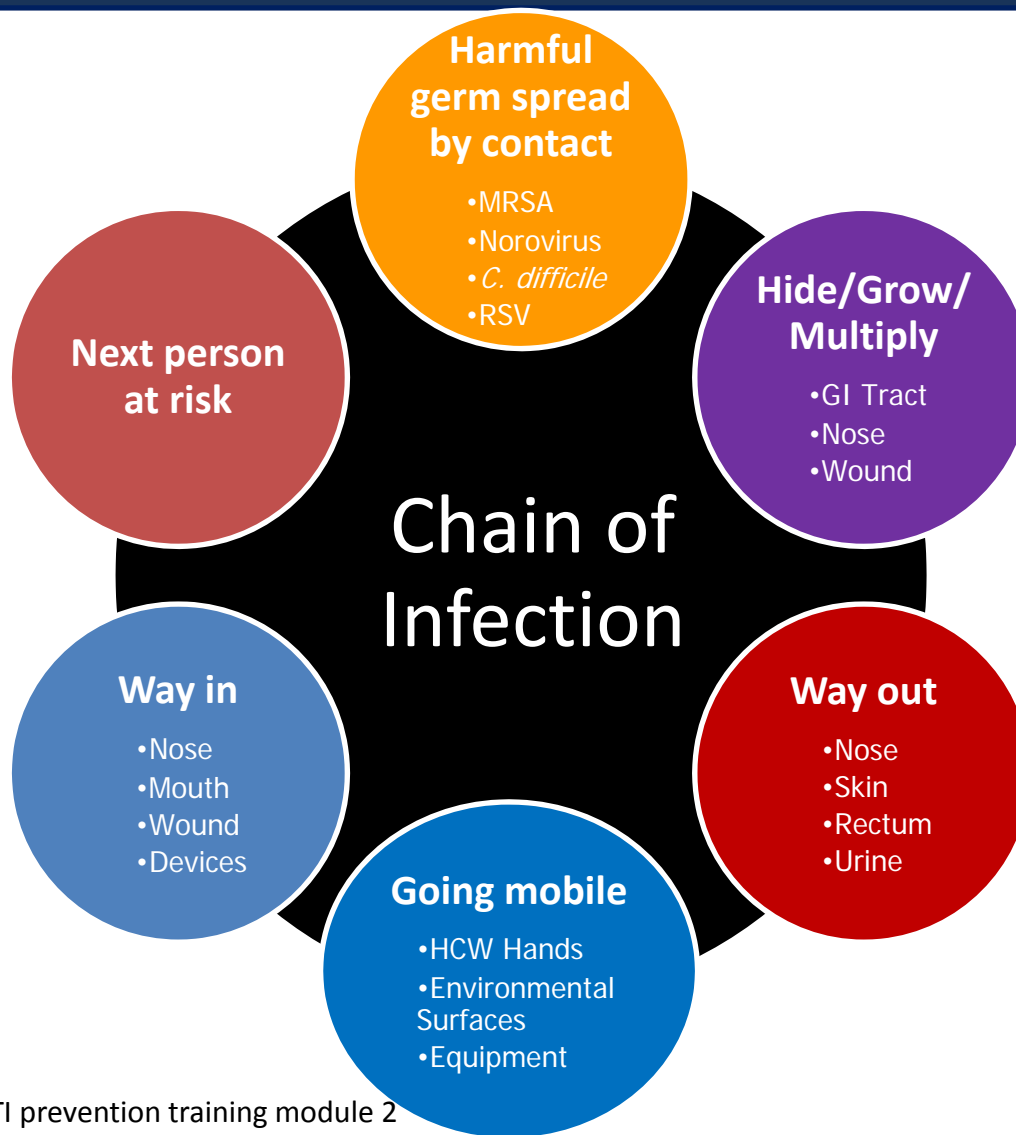 Harmful
germ spread
by contact
•MRSA
•Norovirus
•C. difficile
•RSV
Hide/Grow/
Multiply
•GI Tract
•Nose
•Wound
Way out
•Nose
•Skin
•Rectum
•Urine
Going mobile
•HCW Hands
•Environmental
Surfaces
•Equipment
Way in
•Nose
•Mouth
•Wound
•Devices
Next person
at risk
Chain of
Infection
TI prevention training module 2